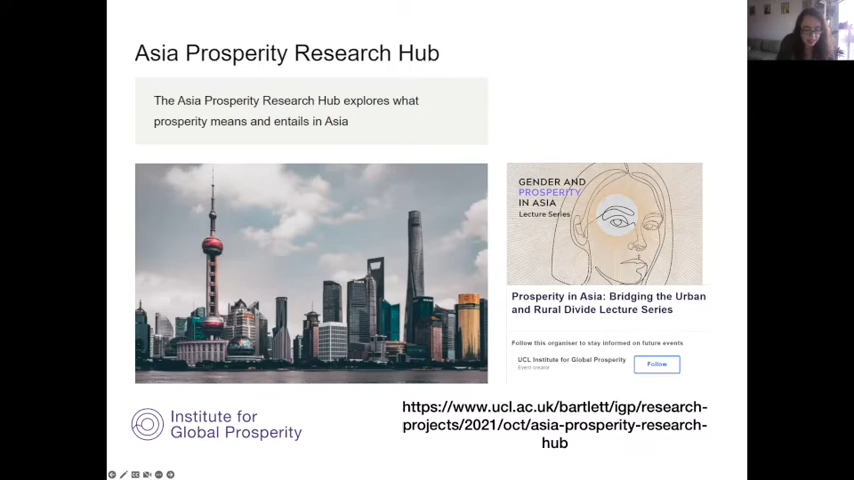 Asia Prosperity Research Hub
The Asia Prosperity Research Hub explores what
prosperity means and entails in Asia
GENDER AND
PROSPERITY
IN ASIA
Lecture Series
Prosperity in Asia: Bridging the Urban
and Rural Divide Lecture Series
Follow this organiser to stay informed on future events
UCL Institute for Global Prosperity
Event creator
Follow
Institute for
Global Prosperity
https://www.ucl.ac.uk/bartlett/igp/research-
projects/2021/oct/asia-prosperity-research-
hub